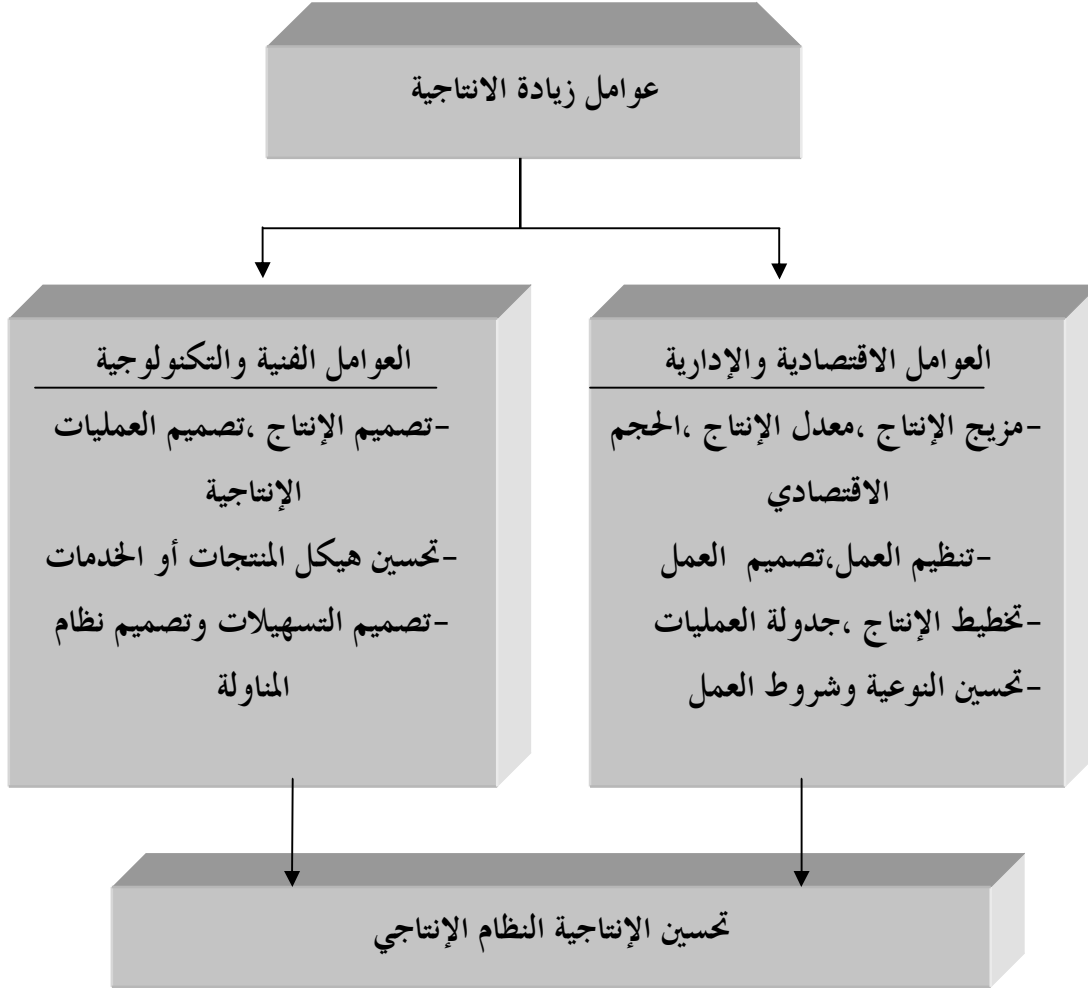 عوامل زيادة الانتاجية
العوامل الاقتصادية والإدارية
-مزيج الإنتاج ،معدل الإنتاج ،الحجم
الاقتصادي
-تنظيم العمل،تصميم العمل
-تخطيط الإنتاج ،جدولة العمليات
-تحسين النوعية وشروط العمل
العوامل الفنية والتكنولوجية
-تصميم الإنتاج ،تصميم العمليات
الإنتاجية
-تحسين هيكل المنتجات أو الخدمات
-تصميم التسهيلات وتصميم نظام
المناولة
تحسين الإنتاجية النظام الإنتاجي